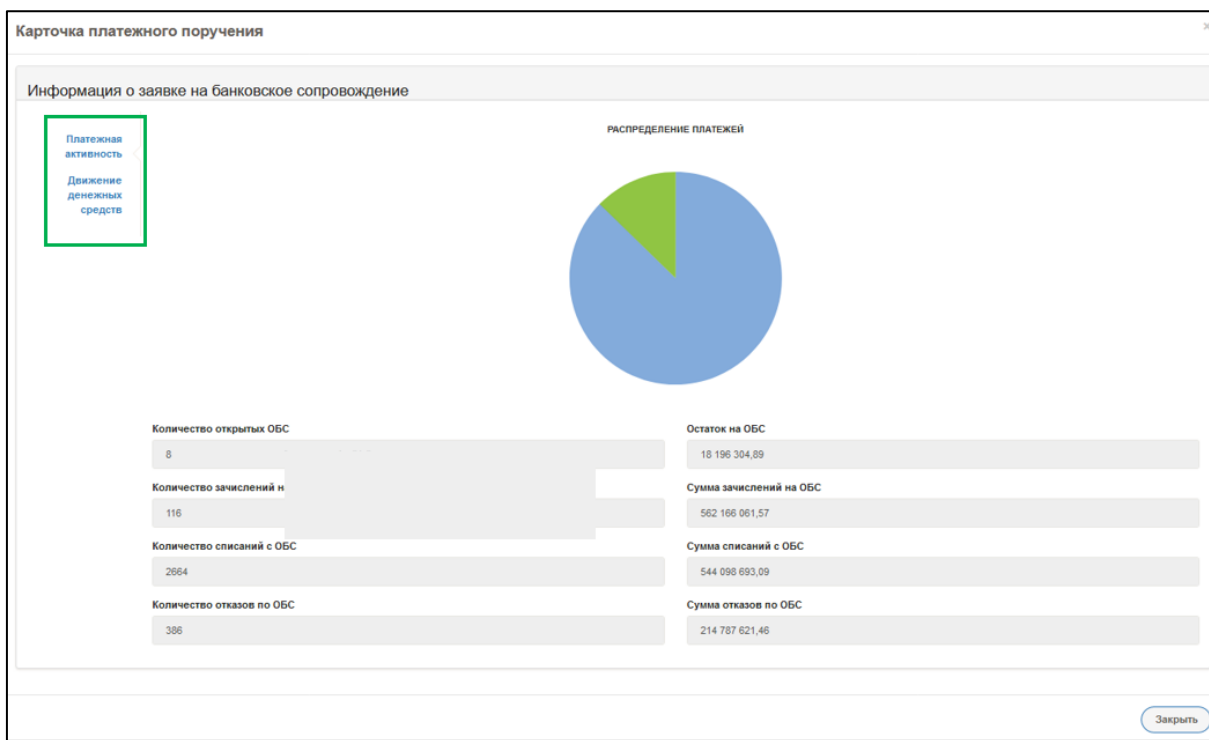 Карточка платежного поручения
×
Информация о заявке на банковское сопровождение
Платежная
активность
Движение
денежных
средств
РАСПРЕДЕЛЕНИЕ ПЛАТЕЖЕЙ
Количество открытых ОБС
8
Остаток на ОБС
18 196 304,89
Количество зачислений
116
Сумма зачислений на ОБС
562 166 061,57
Количество списаний с ОБС
2664
Сумма списаний с ОБС
544 098 693,09
Количество отказов по ОБС
386
Сумма отказов по ОБС
214 787 621,46
Закрыть